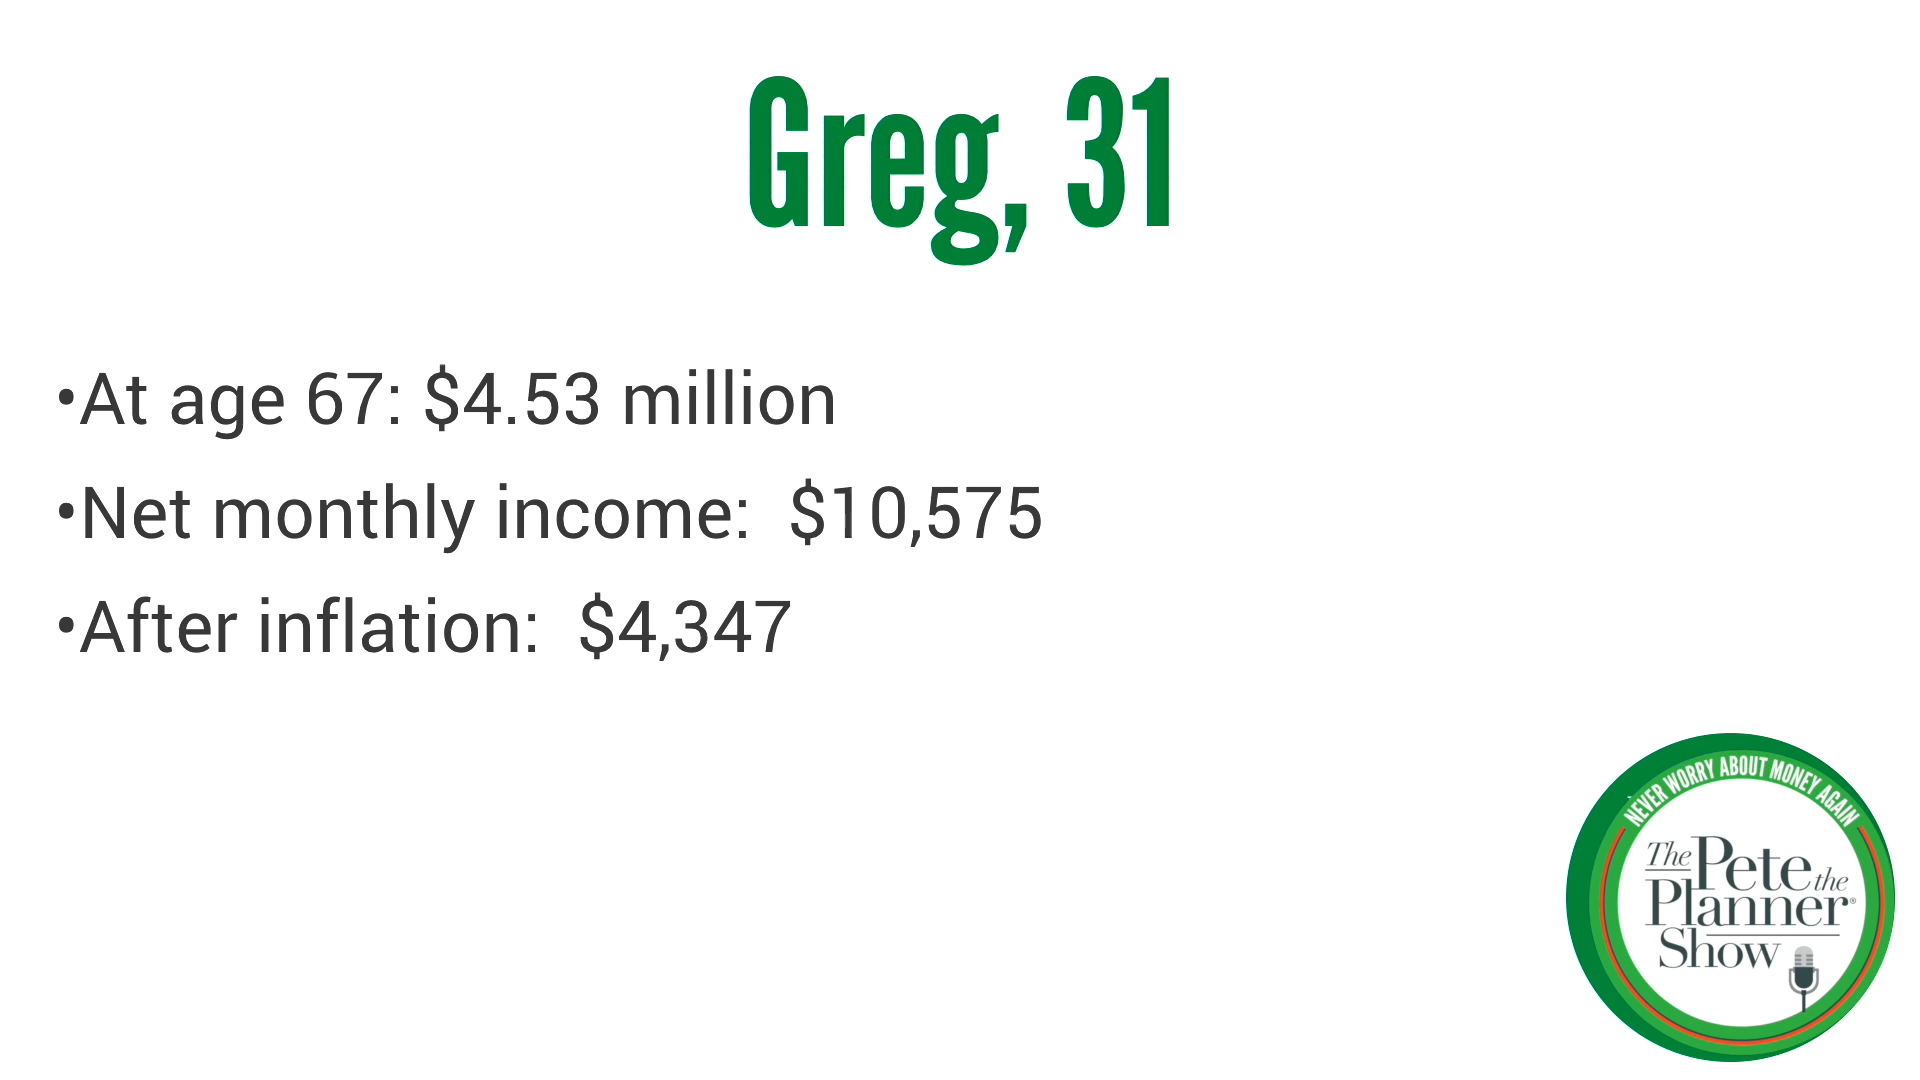 Greg, 31
•At age 67: $4.53 million
•Net monthly income:  $10,575
•After inflation:  $4,347
NEVER WORRY ABOUT MONEY AGAIN
The Pete the
Planner®
Show